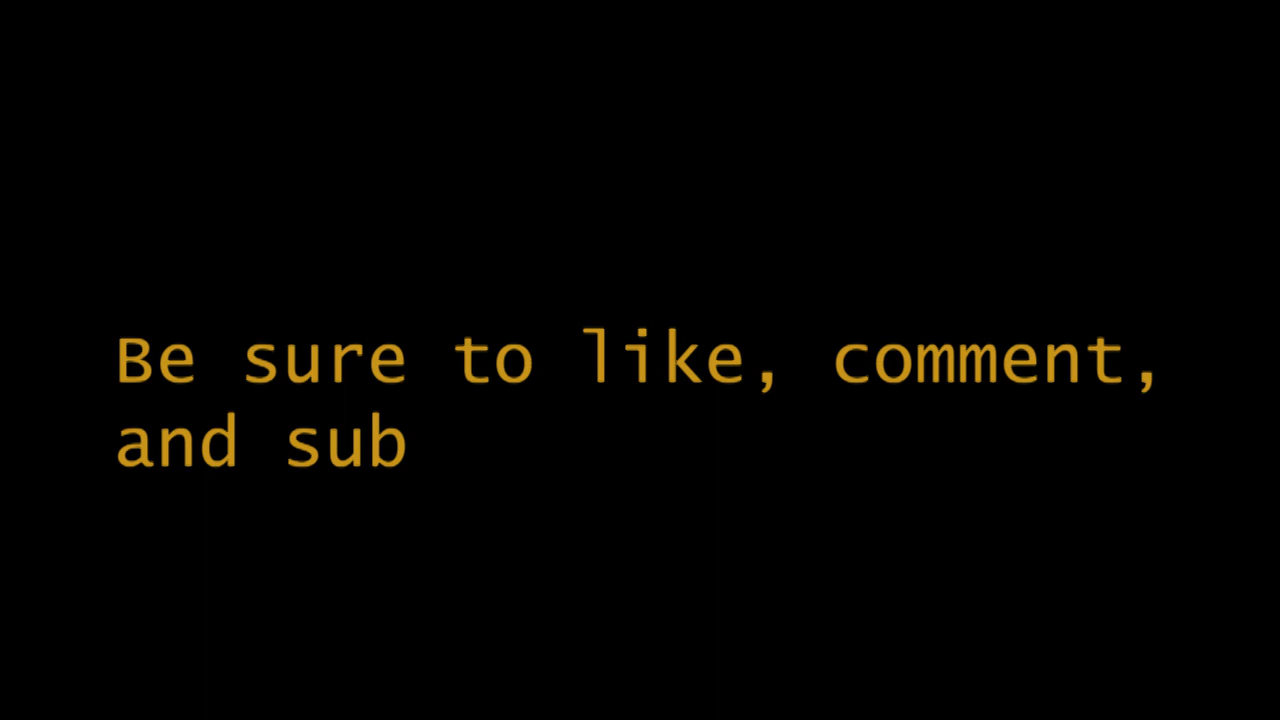 Be sure to like, comment,
and sub